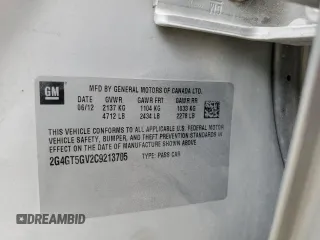 GM
MFD BY GENERAL MOTORS OF CANADA LTD.
DATE GVWR GAWR FRT GAWR RR
06/12 2137 KG 1104 KG 1033 KG
4712 LB 2434 LB 2278 LB
THIS VEHICLE CONFORMS TO ALL APPLICABLE U.S. FEDERAL MOTOR VEHICLE
SAFETY, BUMPER, AND THEFT PREVENTION STANDARDS IN EFFECT ON THE
DATE OF MANUFACTURE SHOWN ABOVE.
2G4GT5GV2C9213705 TYPE: PASS CAR
DREAMBID